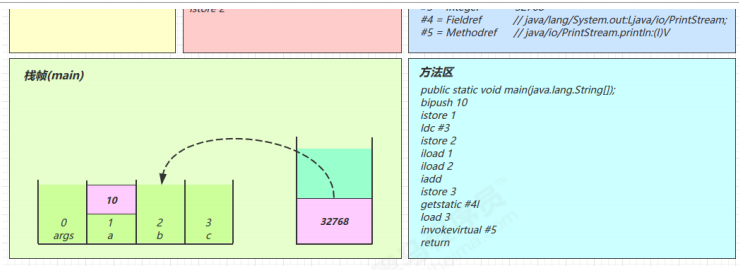 istore 2
#3 = Integer 32768
#4 = Fieldref // java/lang/System.out:Ljava/io/PrintStream;
#5 = Methodref // java/io/PrintStream.println:(I)V
栈帧(main)
10
0
args
1
a
2
b
3
c
32768
方法区
public static void main(java.lang.String[]);
bipush 10
istore 1
ldc #3
istore 2
iload 1
iload 2
iadd
istore 3
getstatic #4l
load 3
invokevirtual #5
return